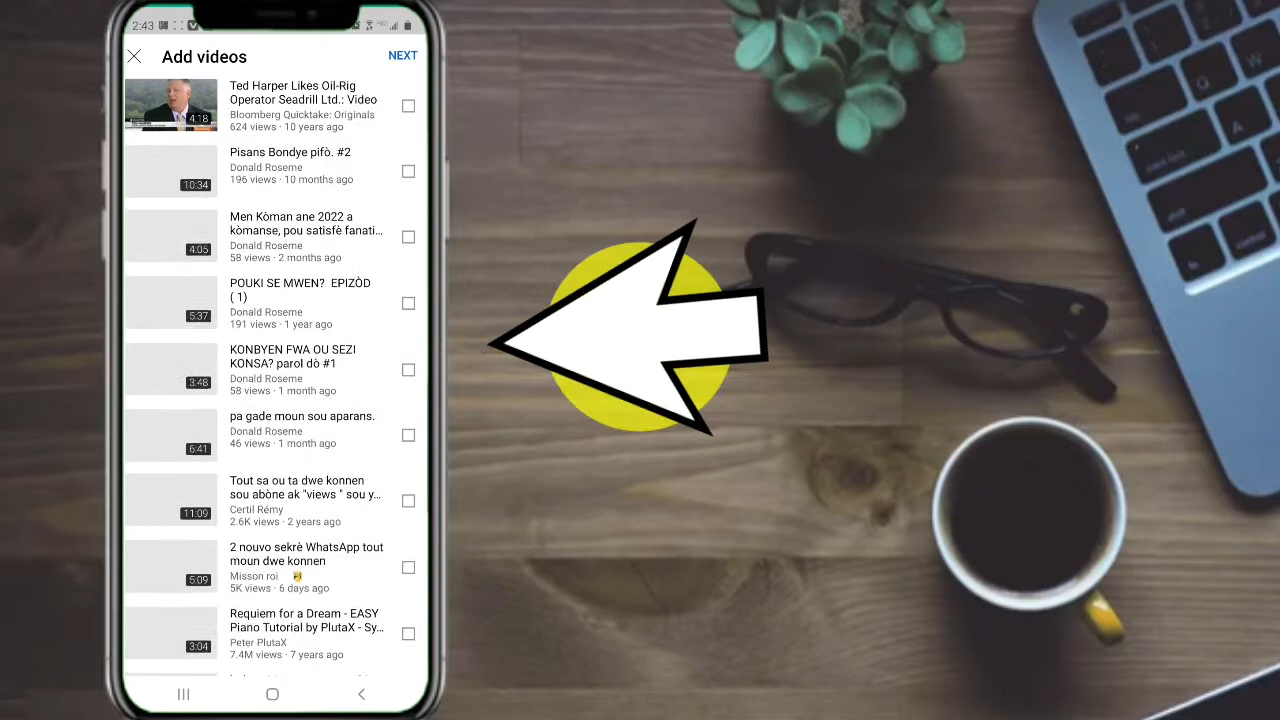 2:43
Add videos
NEXT
Ted Harper Likes Oil-Rig
Operator Seadrill Ltd.: Video
Bloomberg Quicktake: Originals
624 views · 10 years ago
4:18
Pisans Bondye pifò. #2
Donald Roseme
196 views · 10 months ago
10:34
Men Kòman ane 2022 a
kòmanse, pou satisfè fanati...
Donald Roseme
58 views · 2 months ago
4:05
POUKI SE MWEN? EPIZÒD
( 1)
Donald Roseme
191 views · 1 year ago
5:37
KONBYEN FWA OU SEZI
KONSA? parol dò #1
Donald Roseme
58 views · 1 month ago
3:48
pa gade moun sou aparans.
Donald Roseme
46 views · 1 month ago
6:41
Tout sa ou ta dwe konnen
sou abòne ak "views " sou y...
Certil Rémy
2.6K views · 2 years ago
11:09
2 nouvo sekrè WhatsApp tout
moun dwe konnen
Misson roi
5K views · 6 days ago
5:09
Requiem for a Dream - EASY
Piano Tutorial by PlutaX - Sy...
Peter PlutaX
7.4M views · 7 years ago
3:04
Q
W
A
shift